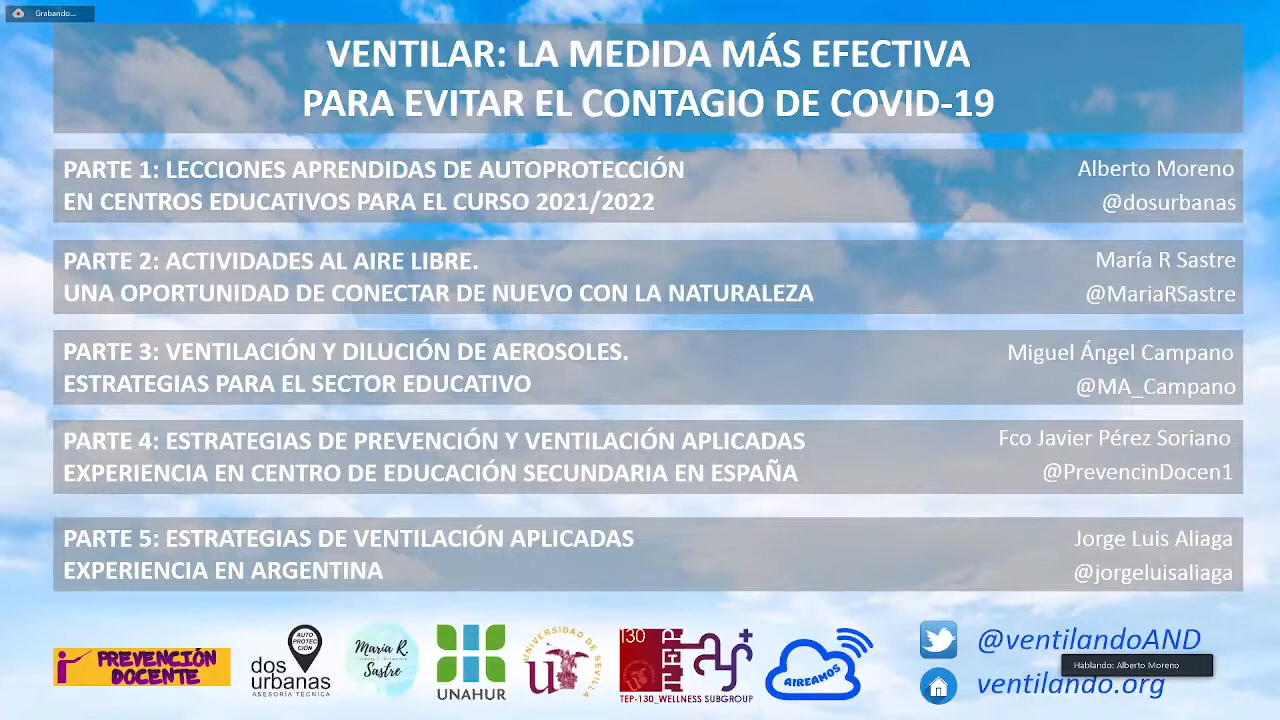 Grabando...
VENTILAR: LA MEDIDA MÁS EFECTIVA
PARA EVITAR EL CONTAGIO DE COVID-19
PARTE 1: LECCIONES APRENDIDAS DE AUTOPROTECCIÓN
EN CENTROS EDUCATIVOS PARA EL CURSO 2021/2022
Alberto Moreno
@dosurbanas
PARTE 2: ACTIVIDADES AL AIRE LIBRE.
UNA OPORTUNIDAD DE CONECTAR DE NUEVO CON LA NATURALEZA
María R Sastre
@MariaRSastre
PARTE 3: VENTILACIÓN Y DILUCIÓN DE AEROSOLES.
ESTRATEGIAS PARA EL SECTOR EDUCATIVO
Miguel Ángel Campano
@MA_Campano
PARTE 4: ESTRATEGIAS DE PREVENCIÓN Y VENTILACIÓN APLICADAS
EXPERIENCIA EN CENTRO DE EDUCACIÓN SECUNDARIA EN ESPAÑA
Fco Javier Pérez Soriano
@PrevencinDocen1
PARTE 5: ESTRATEGIAS DE VENTILACIÓN APLICADAS
EXPERIENCIA EN ARGENTINA
Jorge Luis Aliaga
@jorgeluisaliaga
PREVENCIÓN
DOCENTE
AUTO
PROTEC
CIÓN
dos
urbanas
ASESORÍA TÉCNICA
María R.
Sastre
UNAHUR
UNIVERSIDAD DE SEVILLA
130
TEP
TEP-130_WELLNESS SUBGROUP
AIREAMOS
@ventilandoAND
Hablando: Alberto Moreno
ventilando.org